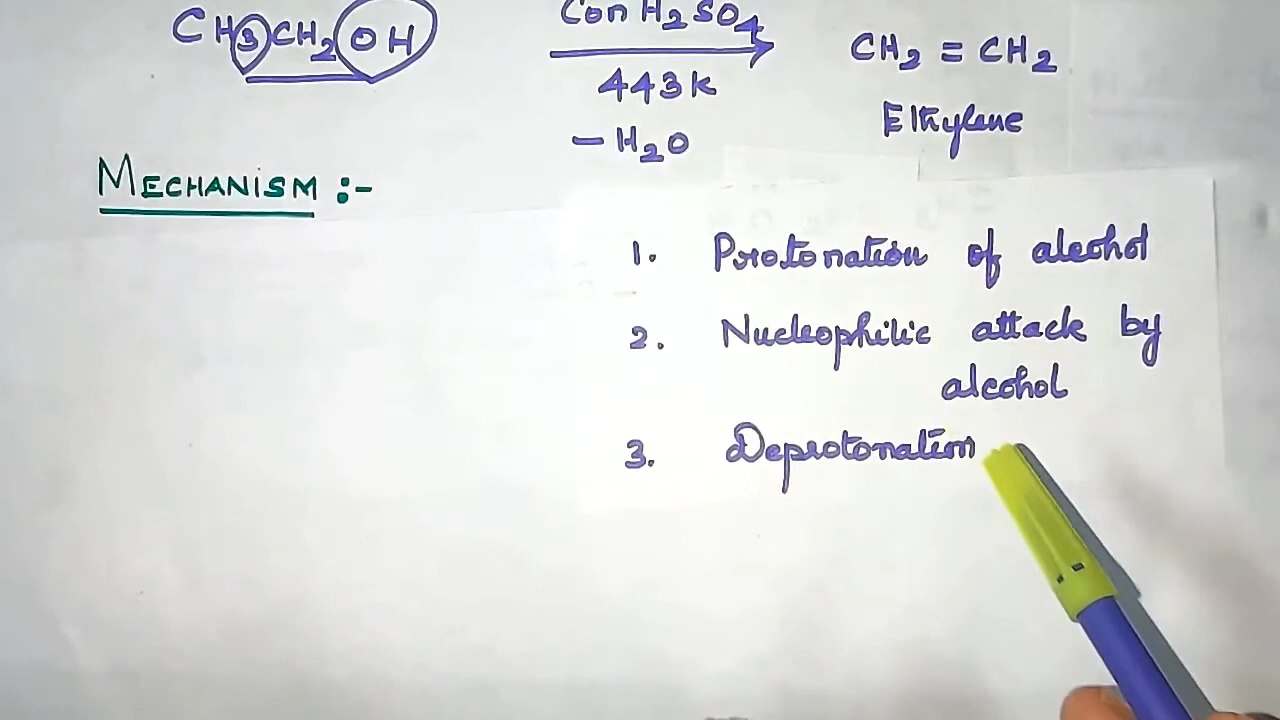 CH3CH2OH
Con H2SO4
443k
- H2O
CH2 = CH2
Ethylene
MECHANISM :-
1. Protonation of alcohol
2. Nucleophilic attack by
alcohol
3. Deprotonation